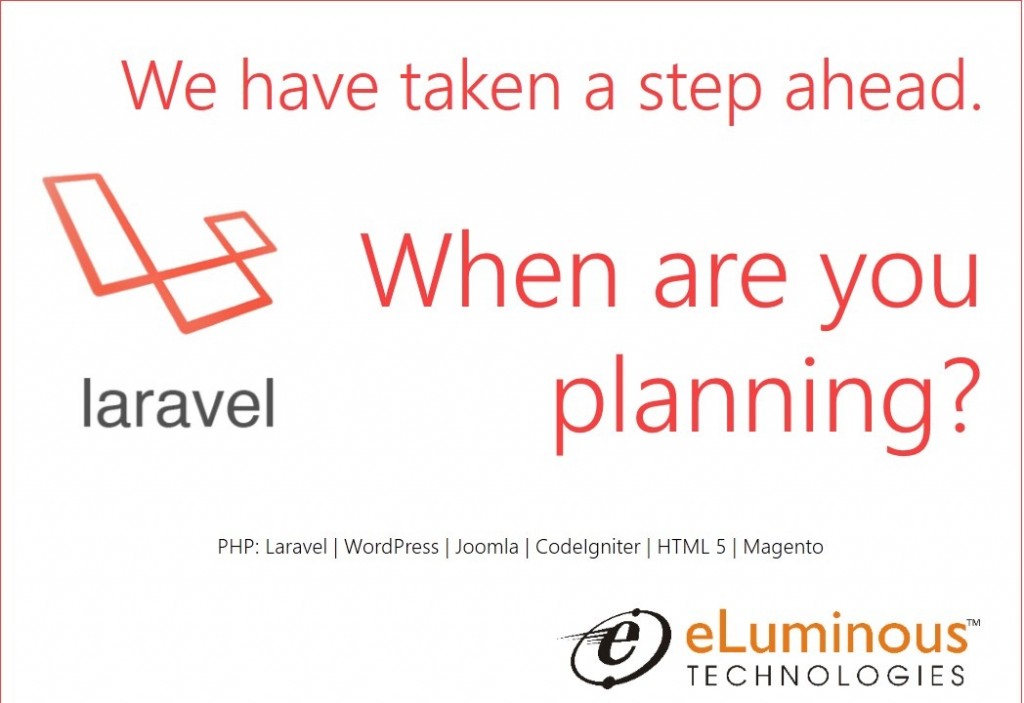 We have taken a step ahead.
When are you
planning?
laravel
PHP: Laravel | WordPress | Joomla | CodeIgniter | HTML 5 | Magento
e eLuminous™
TECHNOLOGIES